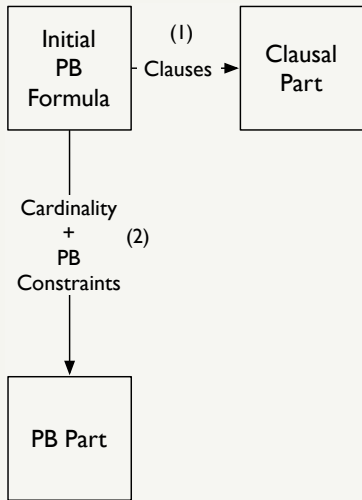 Initial
PB
Formula
(1)
Clauses
Clausal
Part
Cardinality
+
PB
Constraints
(2)
PB Part